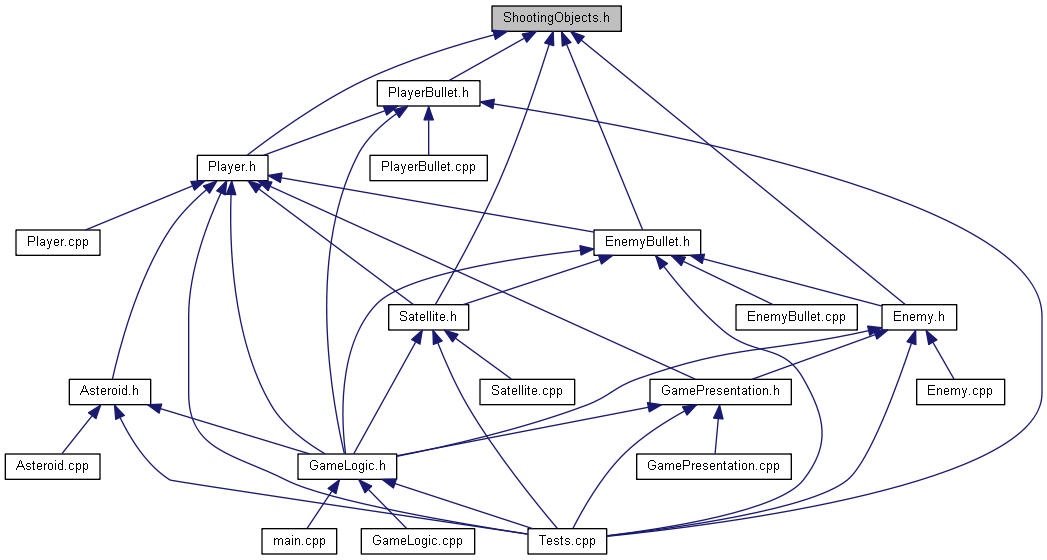 ShootingObjects.h
PlayerBullet.h
Player.h
PlayerBullet.cpp
Player.cpp
EnemyBullet.h
Satellite.h
EnemyBullet.cpp
Enemy.h
Asteroid.h
Satellite.cpp
GamePresentation.h
Enemy.cpp
Asteroid.cpp
GameLogic.h
GamePresentation.cpp
main.cpp
GameLogic.cpp
Tests.cpp